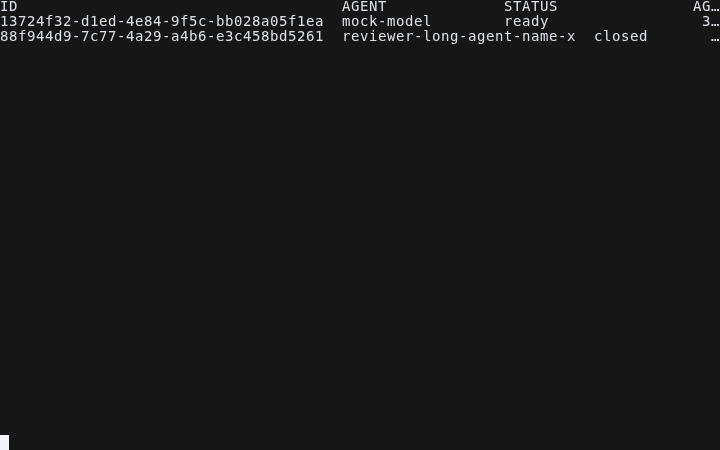 ID AGENT STATUS AG…
13724f32-d1ed-4e84-9f5c-bb028a05f1ea mock-model ready 3…
88f944d9-7c77-4a29-a4b6-e3c458bd5261 reviewer-long-agent-name-x closed …